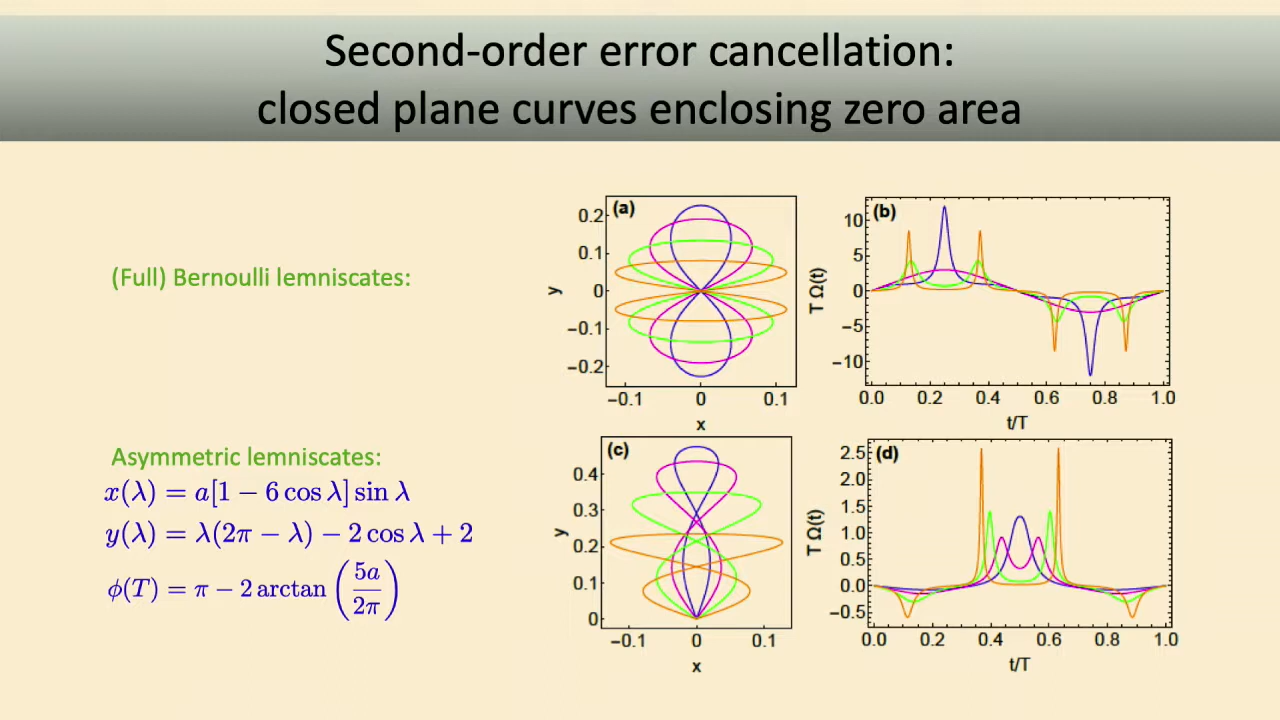 Second-order error cancellation:
closed plane curves enclosing zero area
(Full) Bernoulli lemniscates:
(a)
0.2
0.1
0
−0.1
−0.2
y
−0.1 0 0.1
x
(b)
10
5
0
−5
−10
T Ω(t)
0.0 0.2 0.4 0.6 0.8 1.0
t/T
Asymmetric lemniscates:
x(λ) = a[1 − 6 cos λ] sin λ
y(λ) = λ(2π − λ) − 2 cos λ + 2
ϕ(T) = π − 2 arctan (5a/2π)
(c)
0.4
0.3
0.2
0.1
0
y
−0.1 0 0.1
x
(d)
2.5
2.0
1.5
1.0
0.5
0.0
−0.5
T Ω(t)
0.0 0.2 0.4 0.6 0.8 1.0
t/T